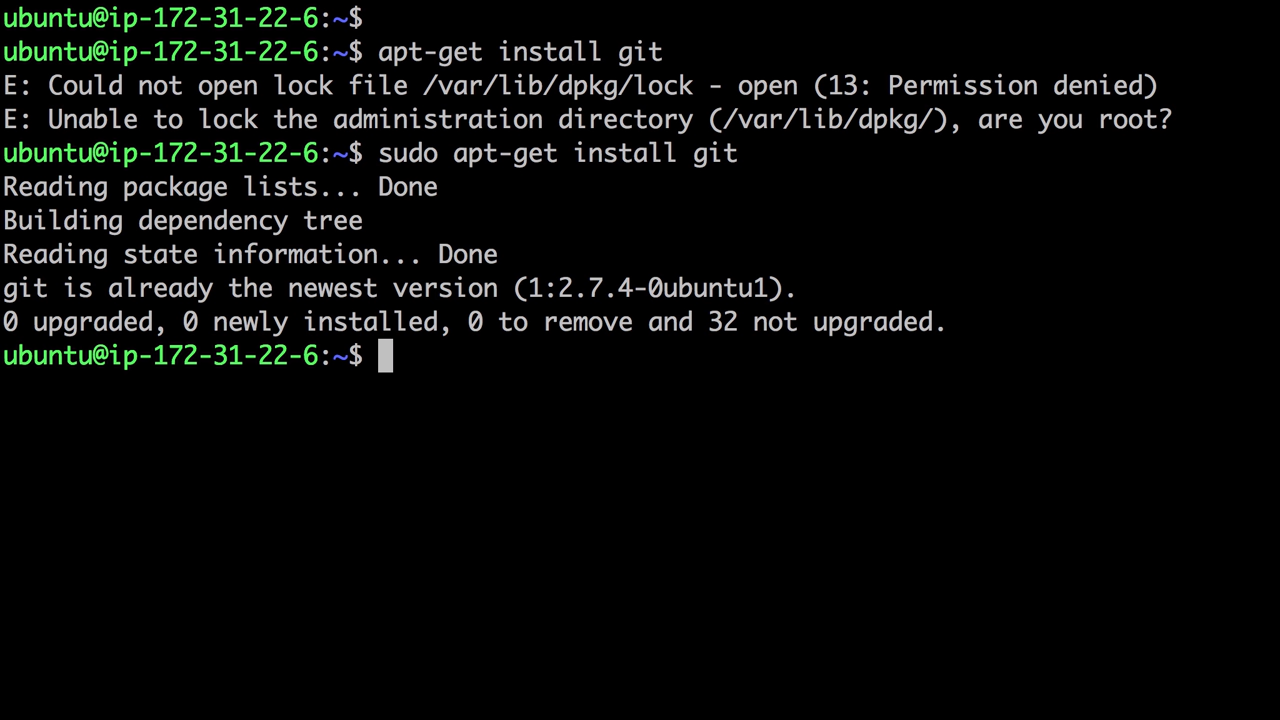 ubuntu@ip-172-31-22-6:~$
ubuntu@ip-172-31-22-6:~$ apt-get install git
E: Could not open lock file /var/lib/dpkg/lock - open (13: Permission denied)
E: Unable to lock the administration directory (/var/lib/dpkg/), are you root?
ubuntu@ip-172-31-22-6:~$ sudo apt-get install git
Reading package lists... Done
Building dependency tree
Reading state information... Done
git is already the newest version (1:2.7.4-0ubuntu1).
0 upgraded, 0 newly installed, 0 to remove and 32 not upgraded.
ubuntu@ip-172-31-22-6:~$